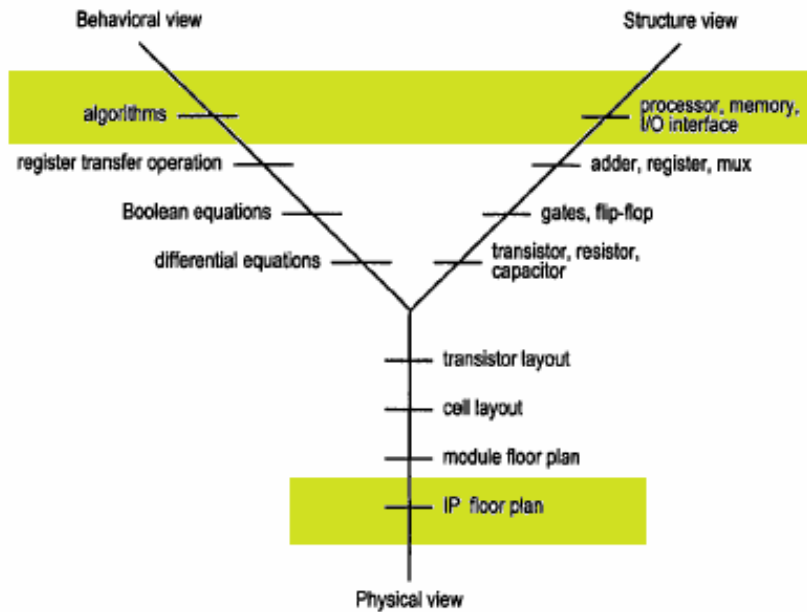 Behavioral view
Structure view
algorithms
processor, memory,
I/O interface
register transfer operation
adder, register, mux
Boolean equations
gates, flip-flop
differential equations
transistor, resistor,
capacitor
transistor layout
cell layout
module floor plan
IP floor plan
Physical view